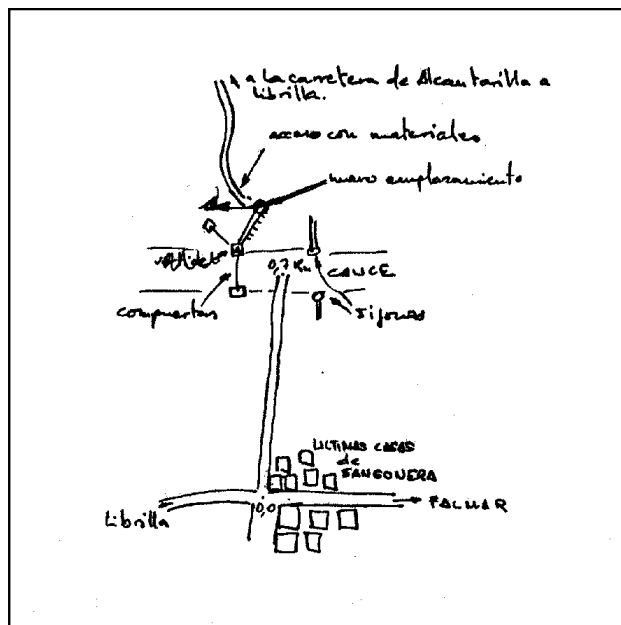 a la carretera de Alcantarilla a
Librilla.
acceso con materiales
nuevo emplazamiento
0,7 Km
CAUCE
compuertas
sifones
ULTIMAS CASAS
de
SANGONERA
PALMAR
Librilla
0,0